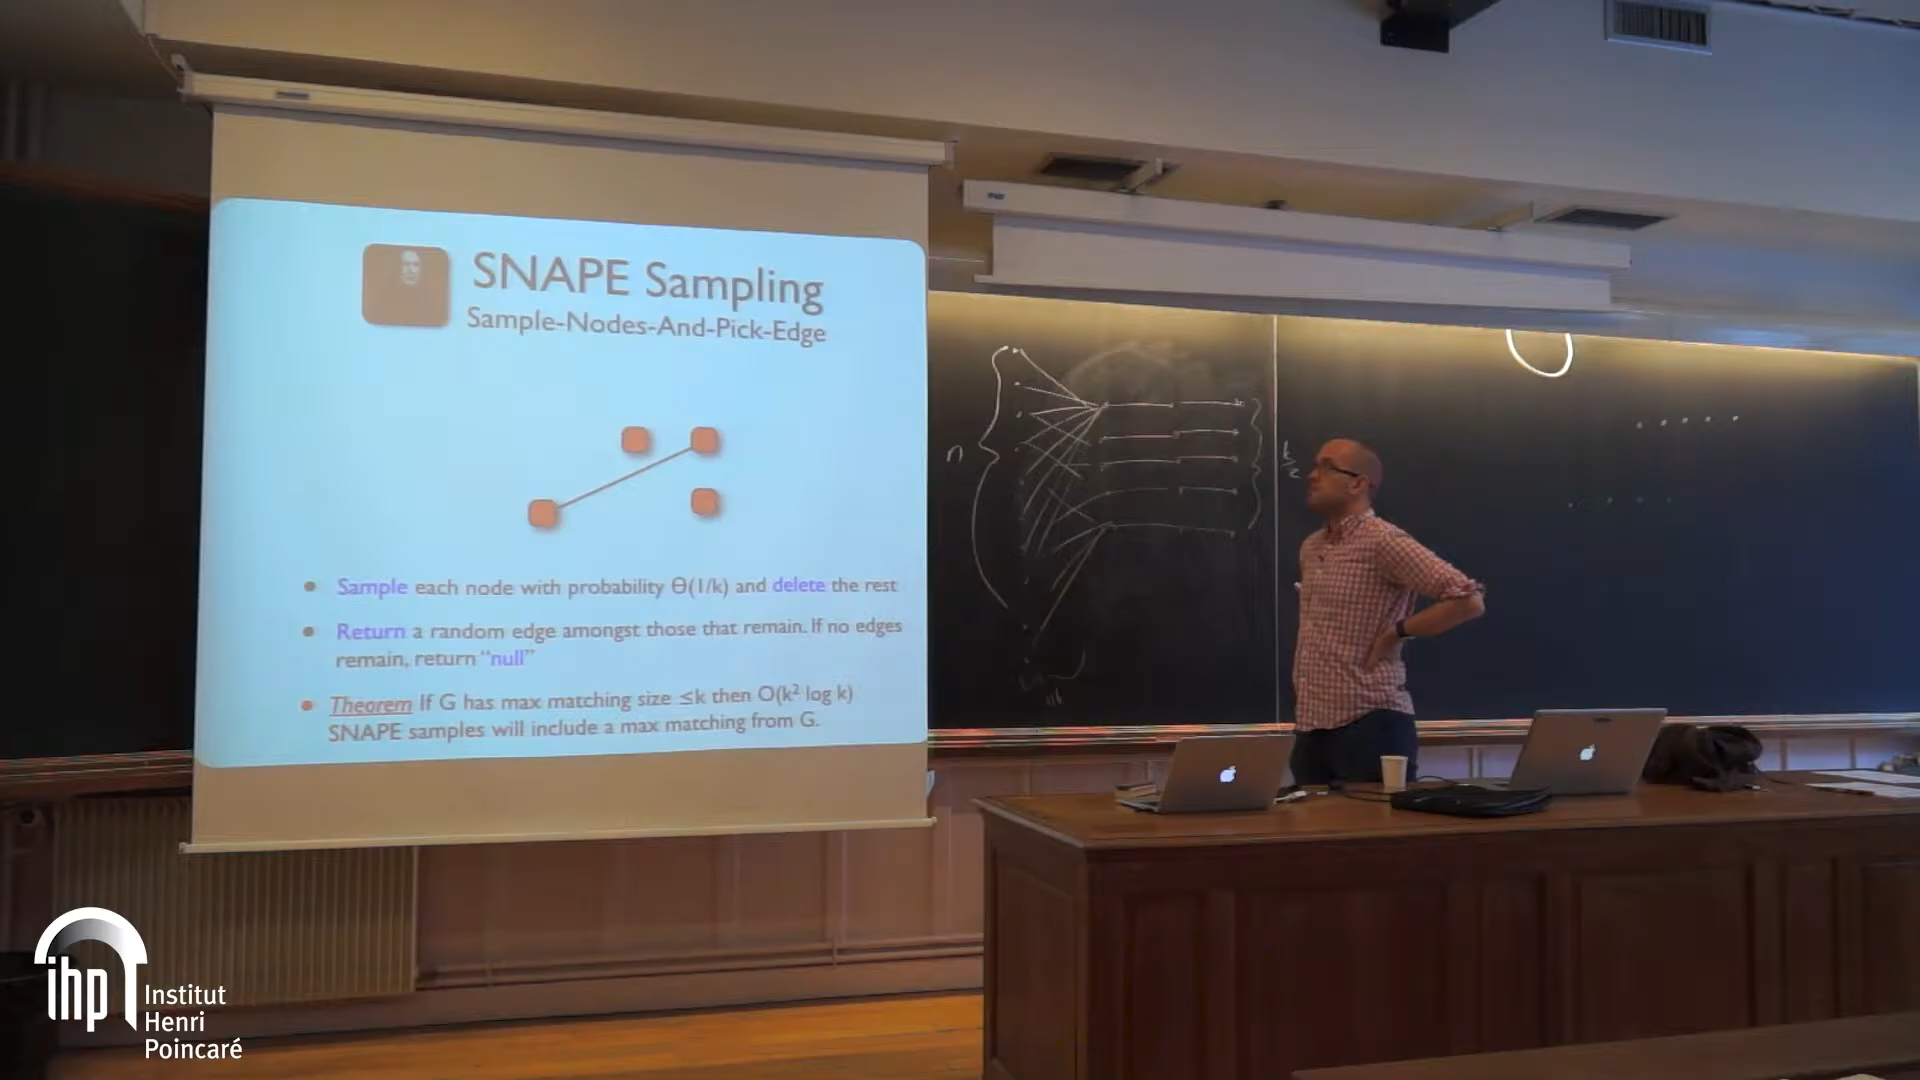 SNAPE Sampling
Sample-Nodes-And-Pick-Edge
• Sample each node with probability Θ(1/k) and delete the rest
• Return a random edge amongst those that remain. If no edges
remain, return “null”
• Theorem If G has max matching size ≤k then O(k² log k)
SNAPE samples will include a max matching from G.
n
k/2
ihp
Institut
Henri
Poincaré